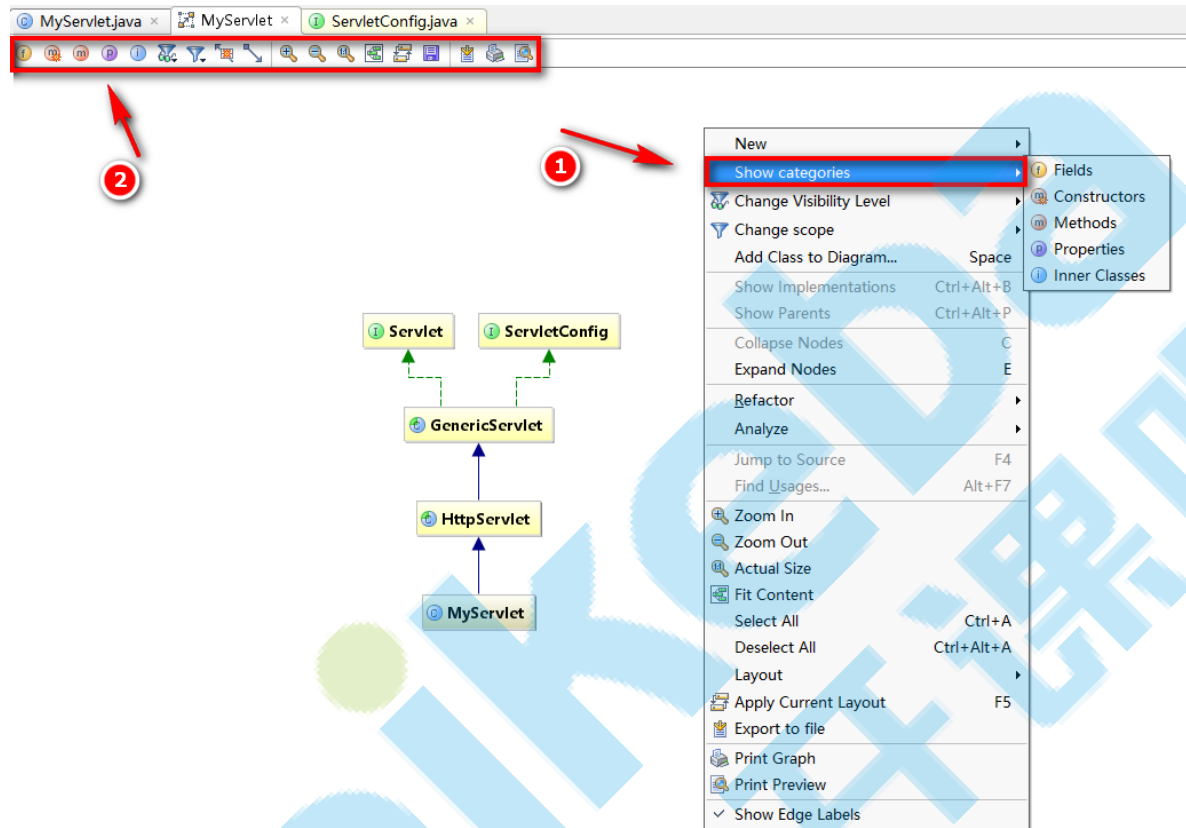 MyServlet.java × MyServlet × ServletConfig.java ×
New
1
Show categories
Fields
2
Change Visibility Level
Constructors
Change scope
Methods
Add Class to Diagram... Space
Properties
Show Implementations Ctrl+Alt+B
Inner Classes
Show Parents Ctrl+Alt+P
Servlet ServletConfig
Collapse Nodes C
Expand Nodes E
Refactor
GenericServlet
Analyze
Jump to Source F4
Find Usages... Alt+F7
HttpServlet
Zoom In
Zoom Out
Actual Size
Fit Content
MyServlet
Select All Ctrl+A
Deselect All Ctrl+Alt+A
Layout
Apply Current Layout F5
Export to file
Print Graph
Print Preview
Show Edge Labels